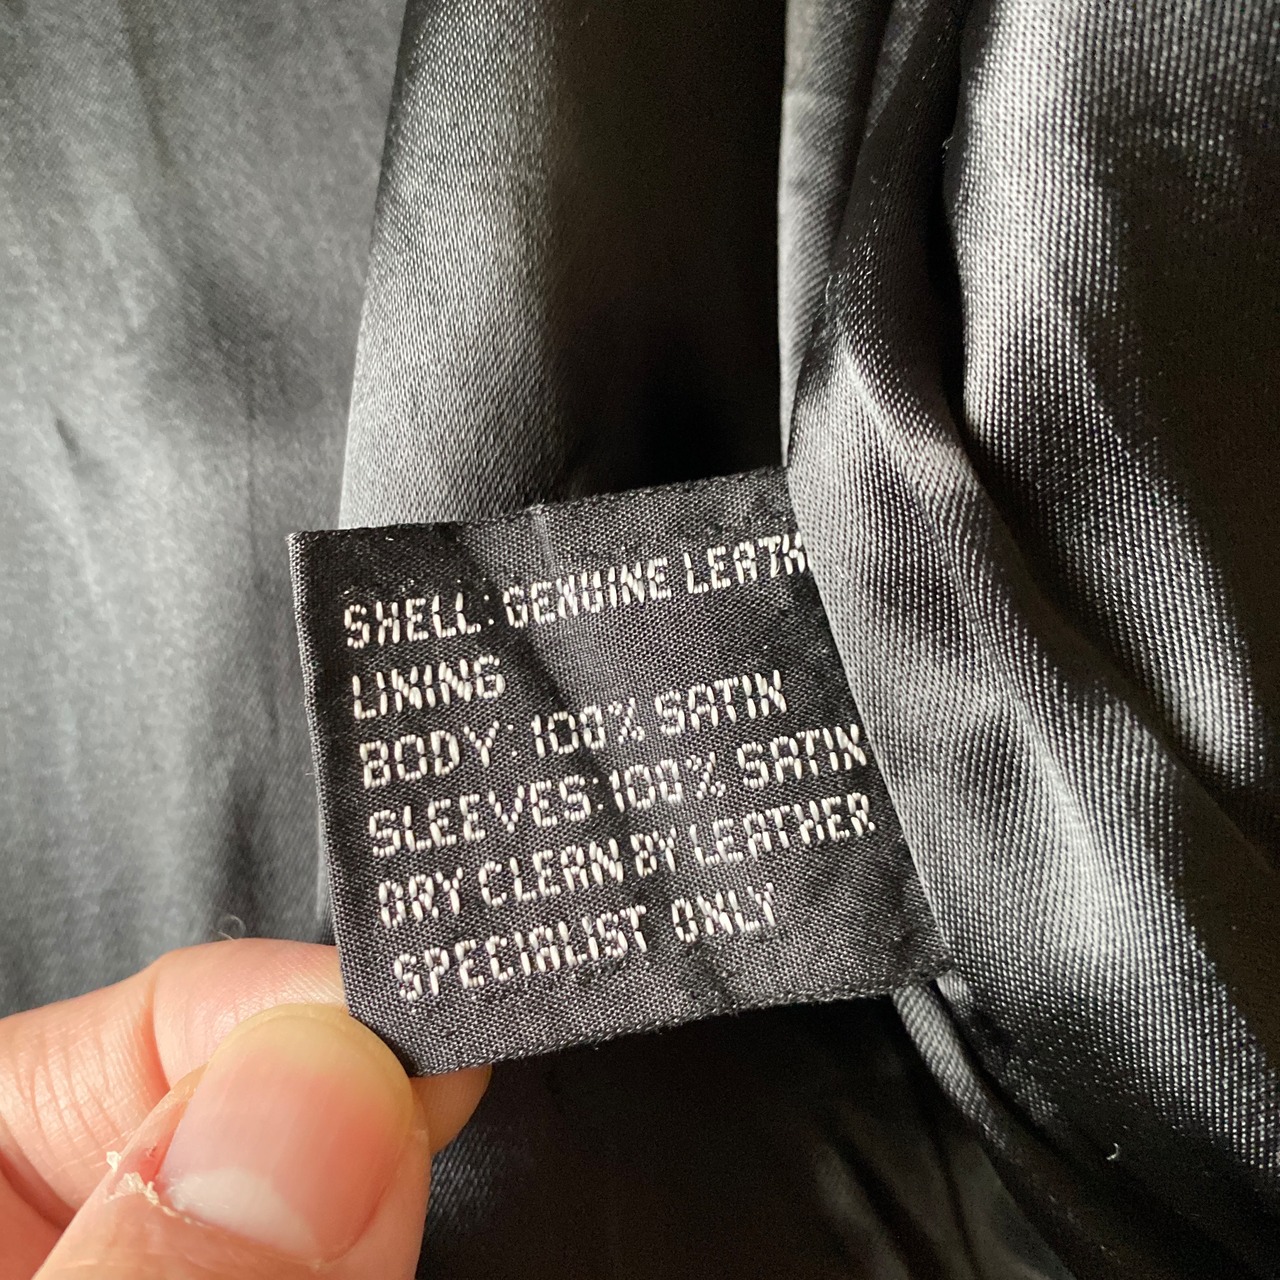 SHELL: GENUINE LEATH
LINING
BODY: 100% SATIN
SLEEVES: 100% SATIN
DRY CLEAN BY LEATHER
SPECIALIST ONLY